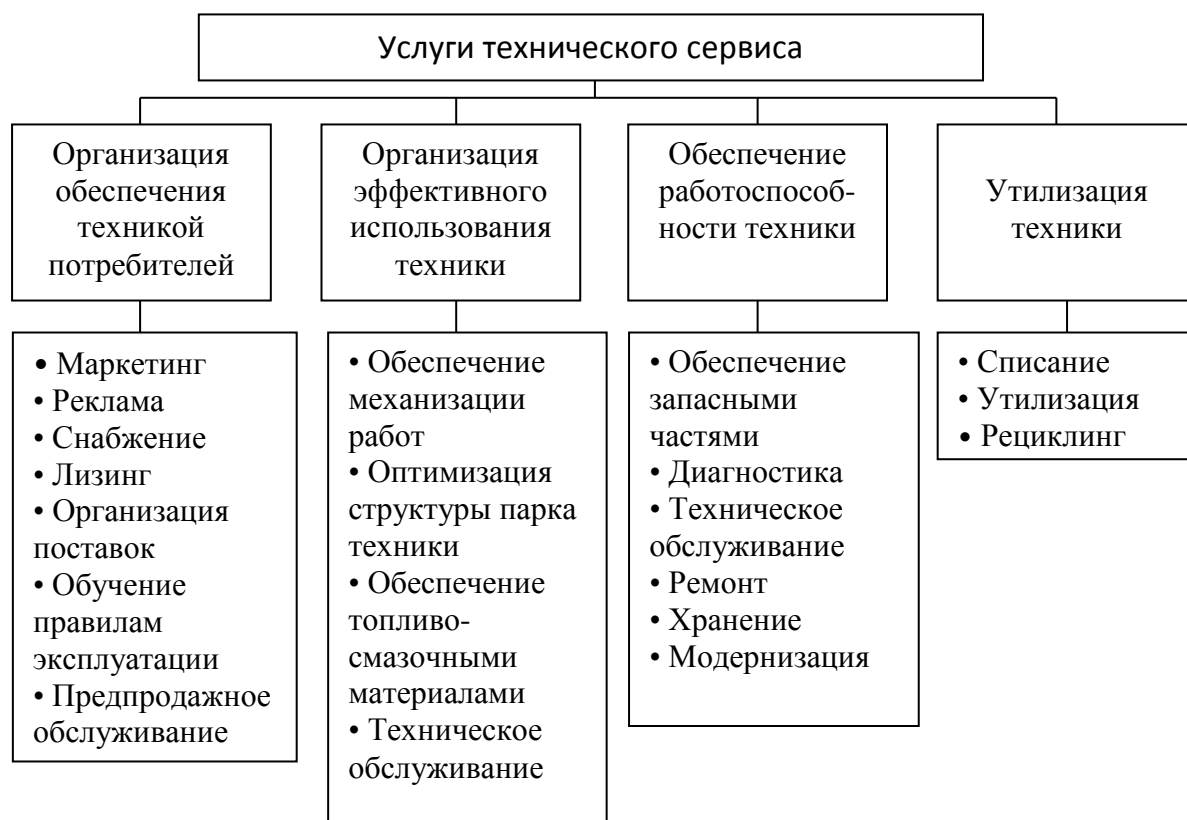 Услуги технического сервиса
Организация
обеспечения
техникой
потребителей
Организация
эффективного
использования
техники
Обеспечение
работоспособ-
ности техники
Утилизация
техники
• Маркетинг
• Реклама
• Снабжение
• Лизинг
• Организация
поставок
• Обучение
правилам
эксплуатации
• Предпродажное
обслуживание
• Обеспечение
механизации
работ
• Оптимизация
структуры парка
техники
• Обеспечение
топливо-
смазочными
материалами
• Техническое
обслуживание
• Обеспечение
запасными
частями
• Диагностика
• Техническое
обслуживание
• Ремонт
• Хранение
• Модернизация
• Списание
• Утилизация
• Рециклинг